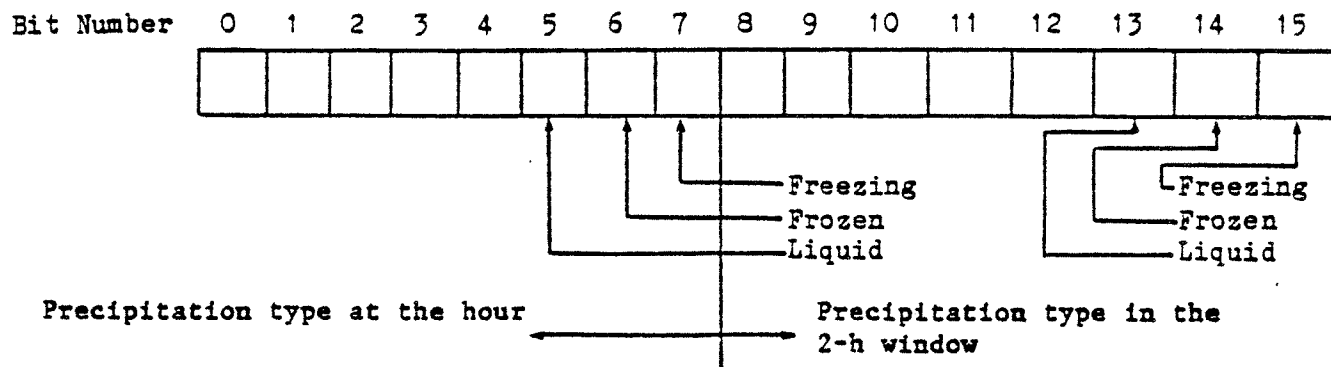 Bit Number 0 1 2 3 4 5 6 7 8 9 10 11 12 13 14 15
Freezing Freezing
Frozen Frozen
Liquid Liquid
Precipitation type at the hour
Precipitation type in the
2-h window